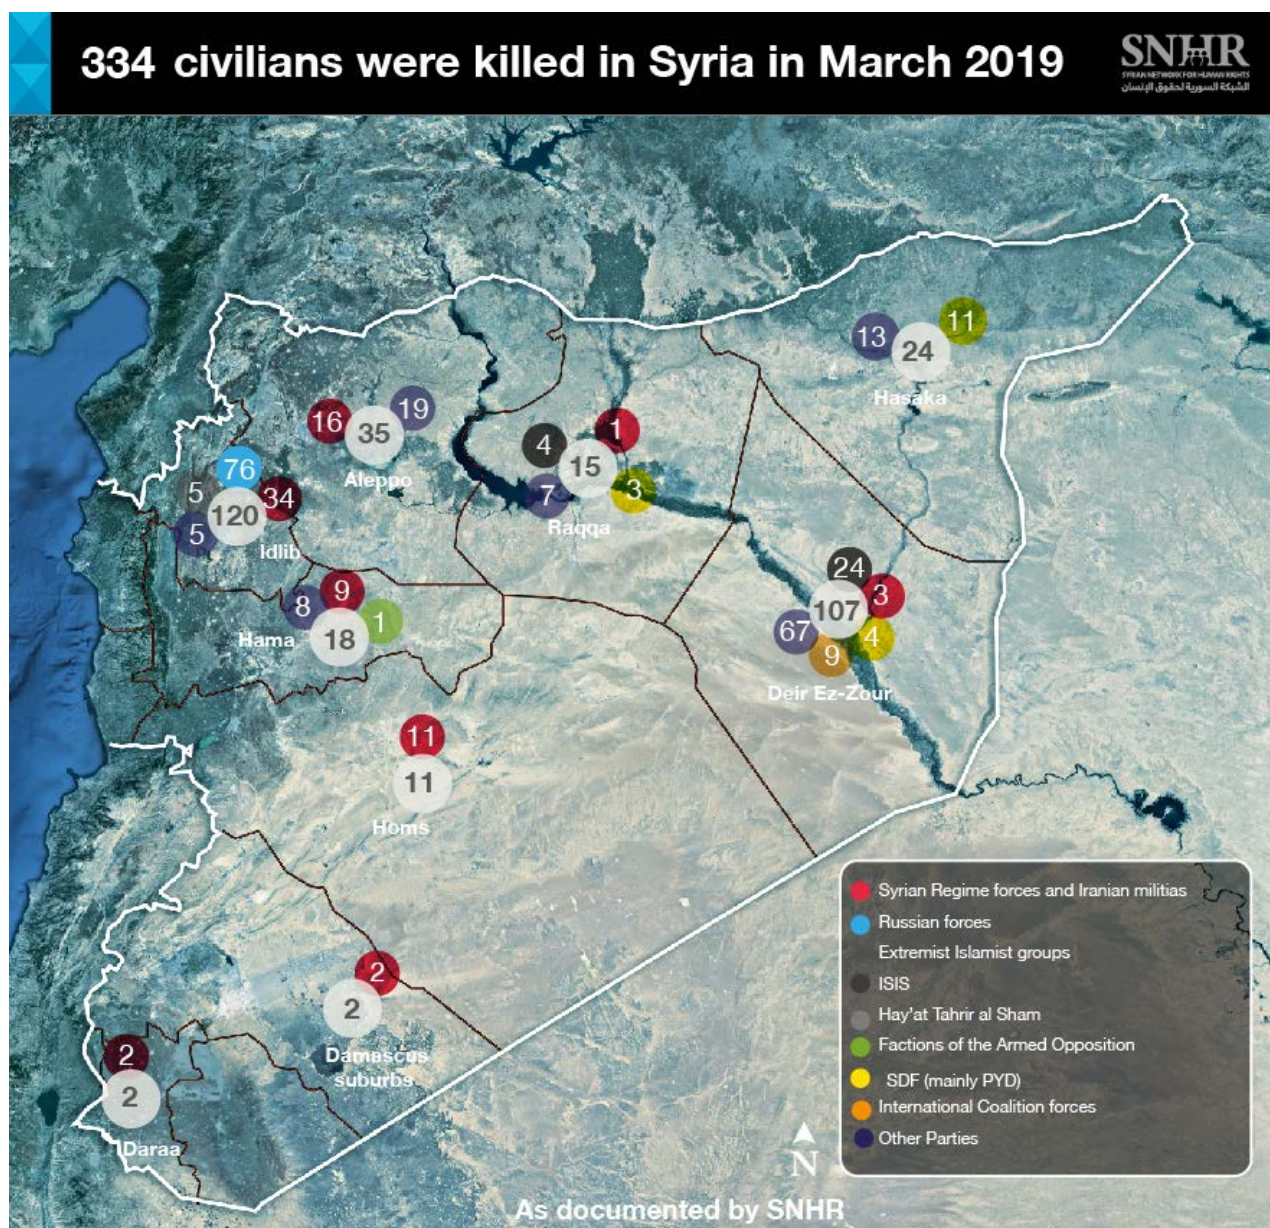 334 civilians were killed in Syria in March 2019
SNHR
SYRIAN NETWORK FOR HUMAN RIGHTS
الشبكة السورية لحقوق الإنسان
13
11
24
Hasaka
16
19
35
Aleppo
4
1
15
7
3
Raqqa
76
5
34
120
5
Idlib
8
9
1
18
Hama
24
3
107
67
4
9
Deir Ez-Zour
11
11
Homs
2
2
Damascus
suburbs
2
2
Daraa
Syrian Regime forces and Iranian militias
Russian forces
Extremist Islamist groups
ISIS
Hay'at Tahrir al Sham
Factions of the Armed Opposition
SDF (mainly PYD)
International Coalition forces
Other Parties
N
As documented by SNHR